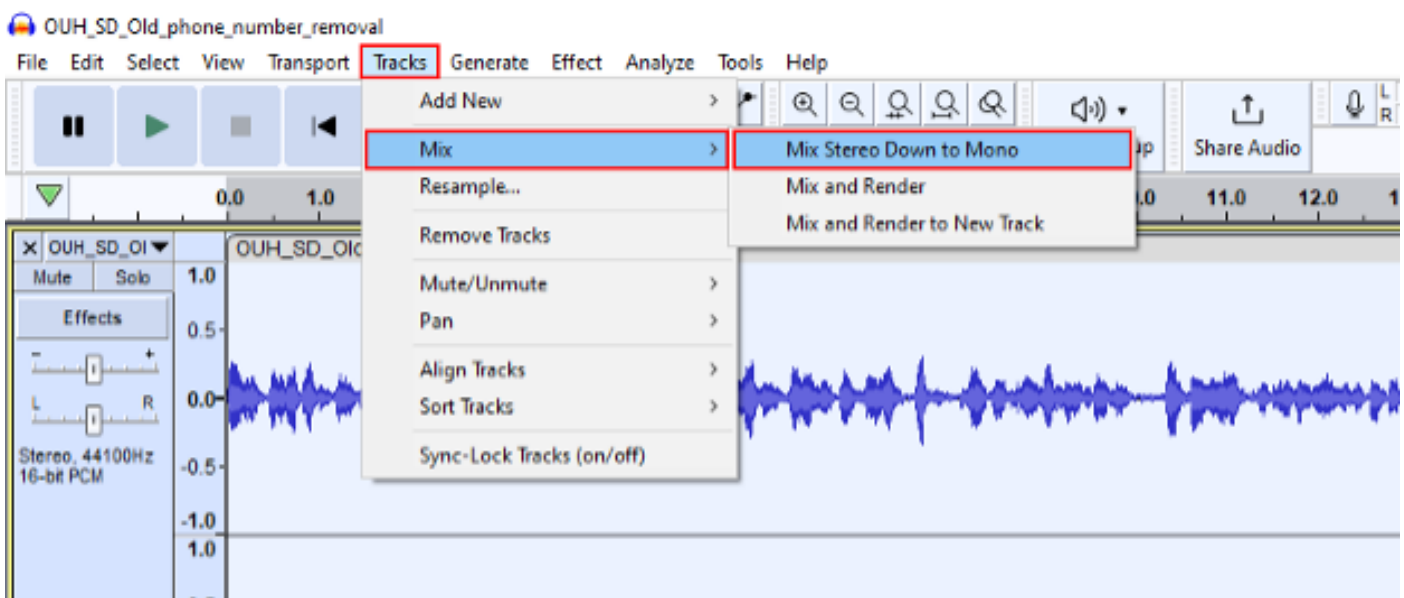 OUH_SD_Old_phone_number_removal
File Edit Select View Transport Tracks Generate Effect Analyze Tools Help
Add New
Mix
Resample...
Remove Tracks
Mute/Unmute
Pan
Align Tracks
Sort Tracks
Sync-Lock Tracks (on/off)
Mix Stereo Down to Mono
Mix and Render
Mix and Render to New Track
Share Audio
L
R
0.0 1.0 11.0 12.0
OUH_SD_Ol
Mute Solo
Effects
- +
L R
Stereo, 44100Hz
16-bit PCM
1.0
0.5
0.0
-0.5
-1.0
1.0